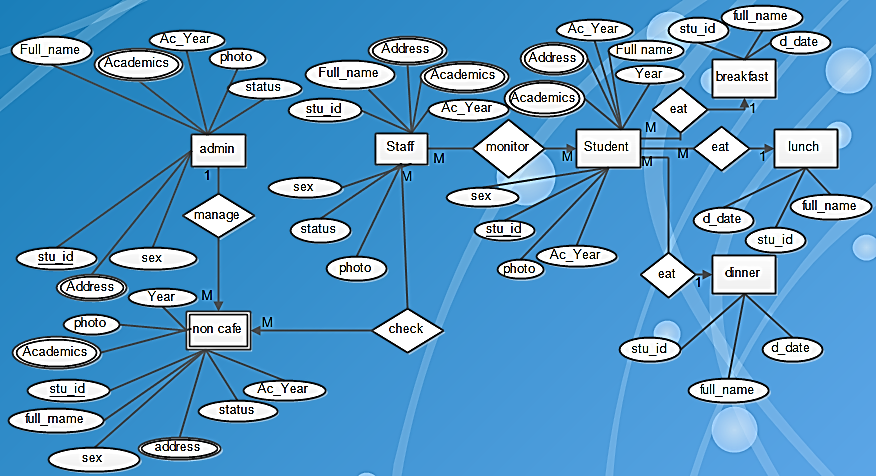 Full_name
Academics
Ac_Year
photo
status
admin
1
manage
stu_id
Address
sex
M
Address
Full_name
Academics
stu_id
Ac_Year
Staff
M
M
sex
status
photo
monitor
M
check
M
Ac_Year
Address
Full name
Year
Academics
Student
M
M
M
sex
stu_id
photo
Ac_Year
full_name
stu_id
d_date
breakfast
eat
1
eat
1
lunch
d_date
stu_id
full_name
eat
1
dinner
stu_id
d_date
full_name
Year
photo
Academics
non cafe
stu_id
full_mame
sex
address
status
Ac_Year